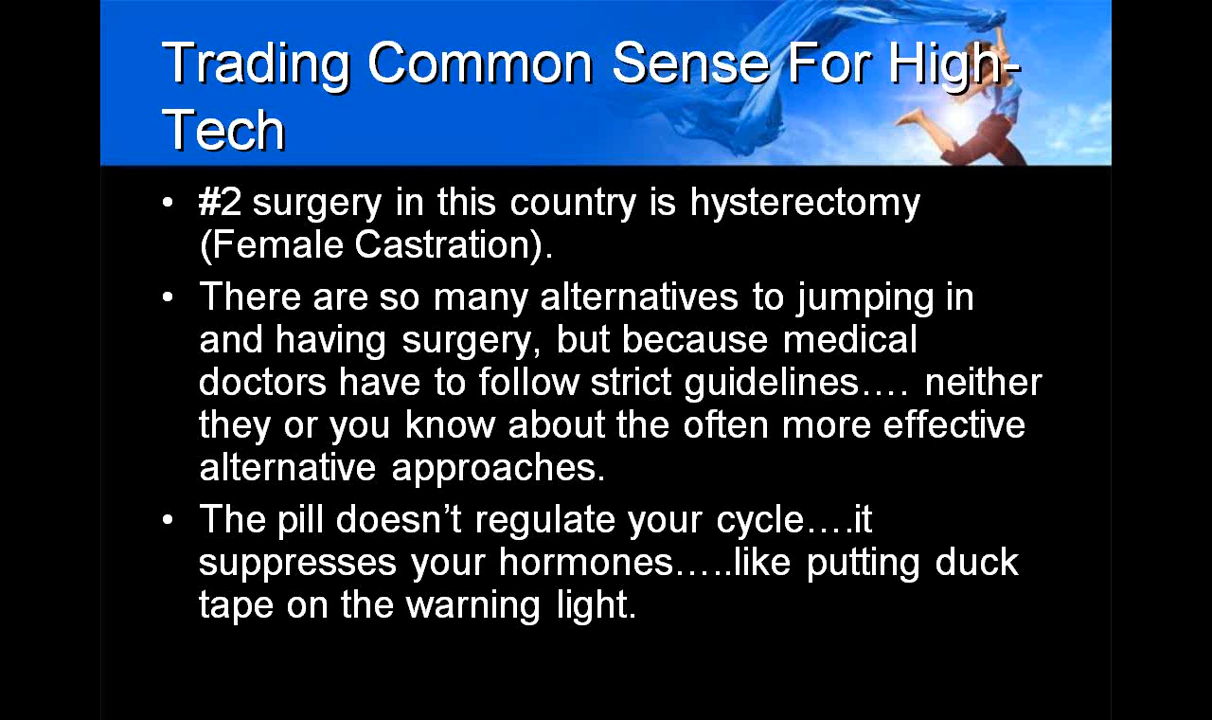 Trading Common Sense For High-
Tech
• #2 surgery in this country is hysterectomy
(Female Castration).
• There are so many alternatives to jumping in
and having surgery, but because medical
doctors have to follow strict guidelines…. neither
they or you know about the often more effective
alternative approaches.
• The pill doesn’t regulate your cycle….it
suppresses your hormones…..like putting duck
tape on the warning light.